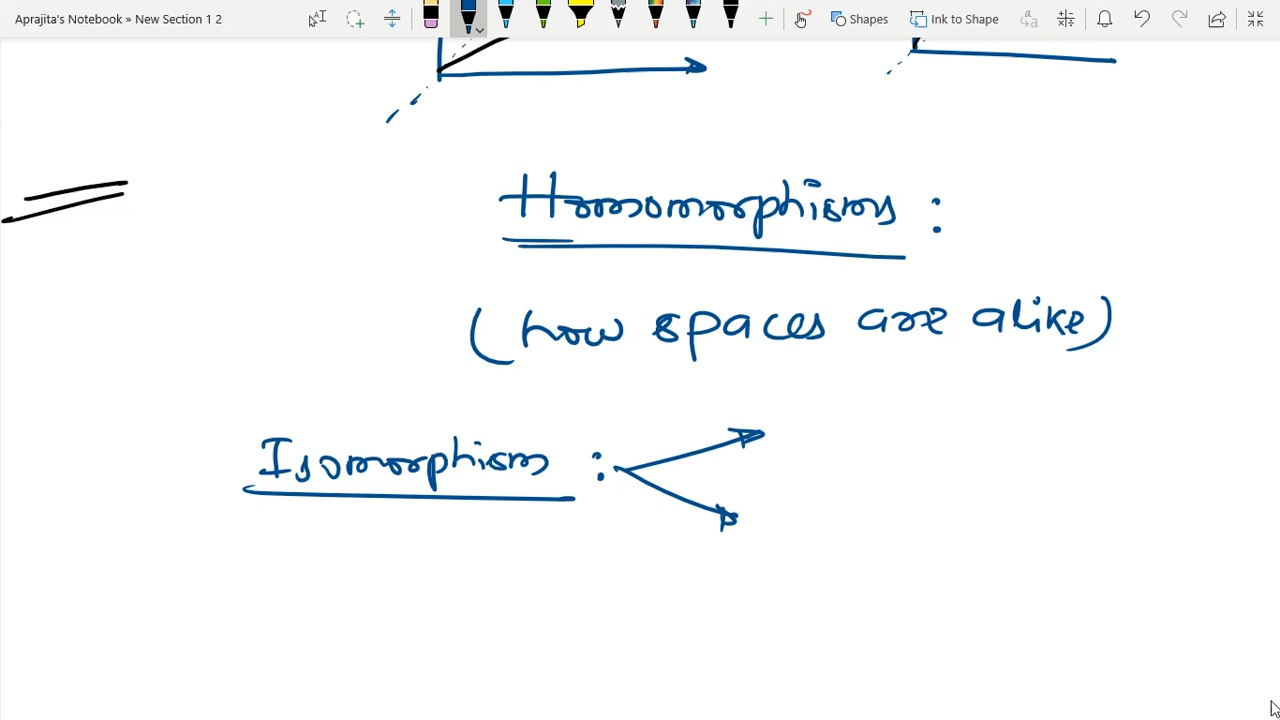 Aprajita's Notebook » New Section 1 2
Shapes
Ink to Shape
Homomorphisms :
(how spaces are alike)
Isomorphism :